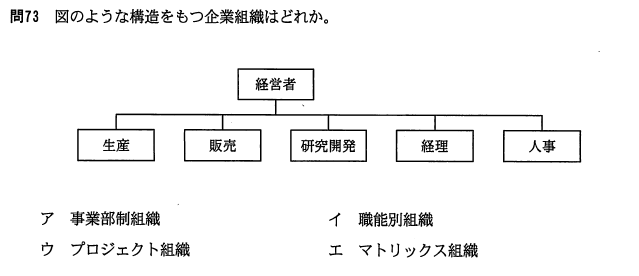 問73 図のような構造をもつ企業組織はどれか。
経営者
生産 販売 研究開発 経理 人事
ア 事業部制組織 イ 職能別組織
ウ プロジェクト組織 エ マトリックス組織